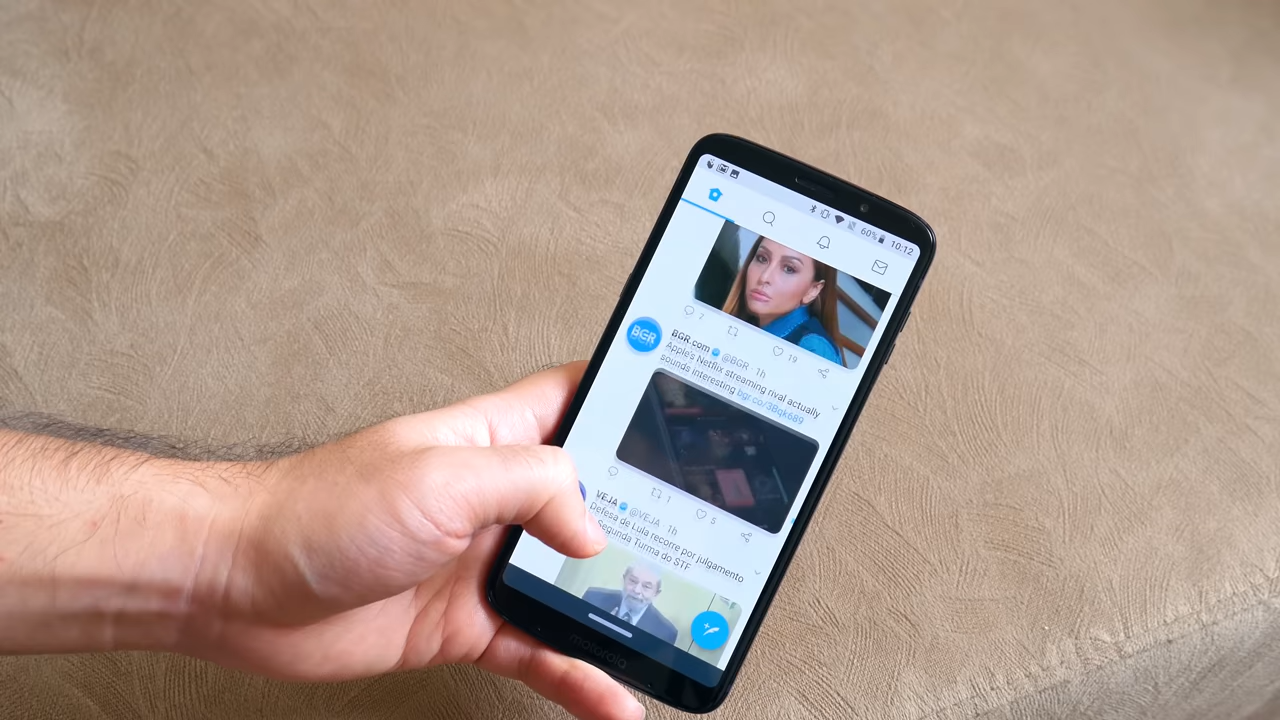 60% 10:12
7
19
BGR
BGR.com @BGR · 1h
Apple's Netflix streaming rival actually
sounds interesting bgr.co/3Bqk689
1
5
VEJA @VEJA · 1h
Defesa de Lula recorre por julgamento
Segunda Turma do STF
motorola